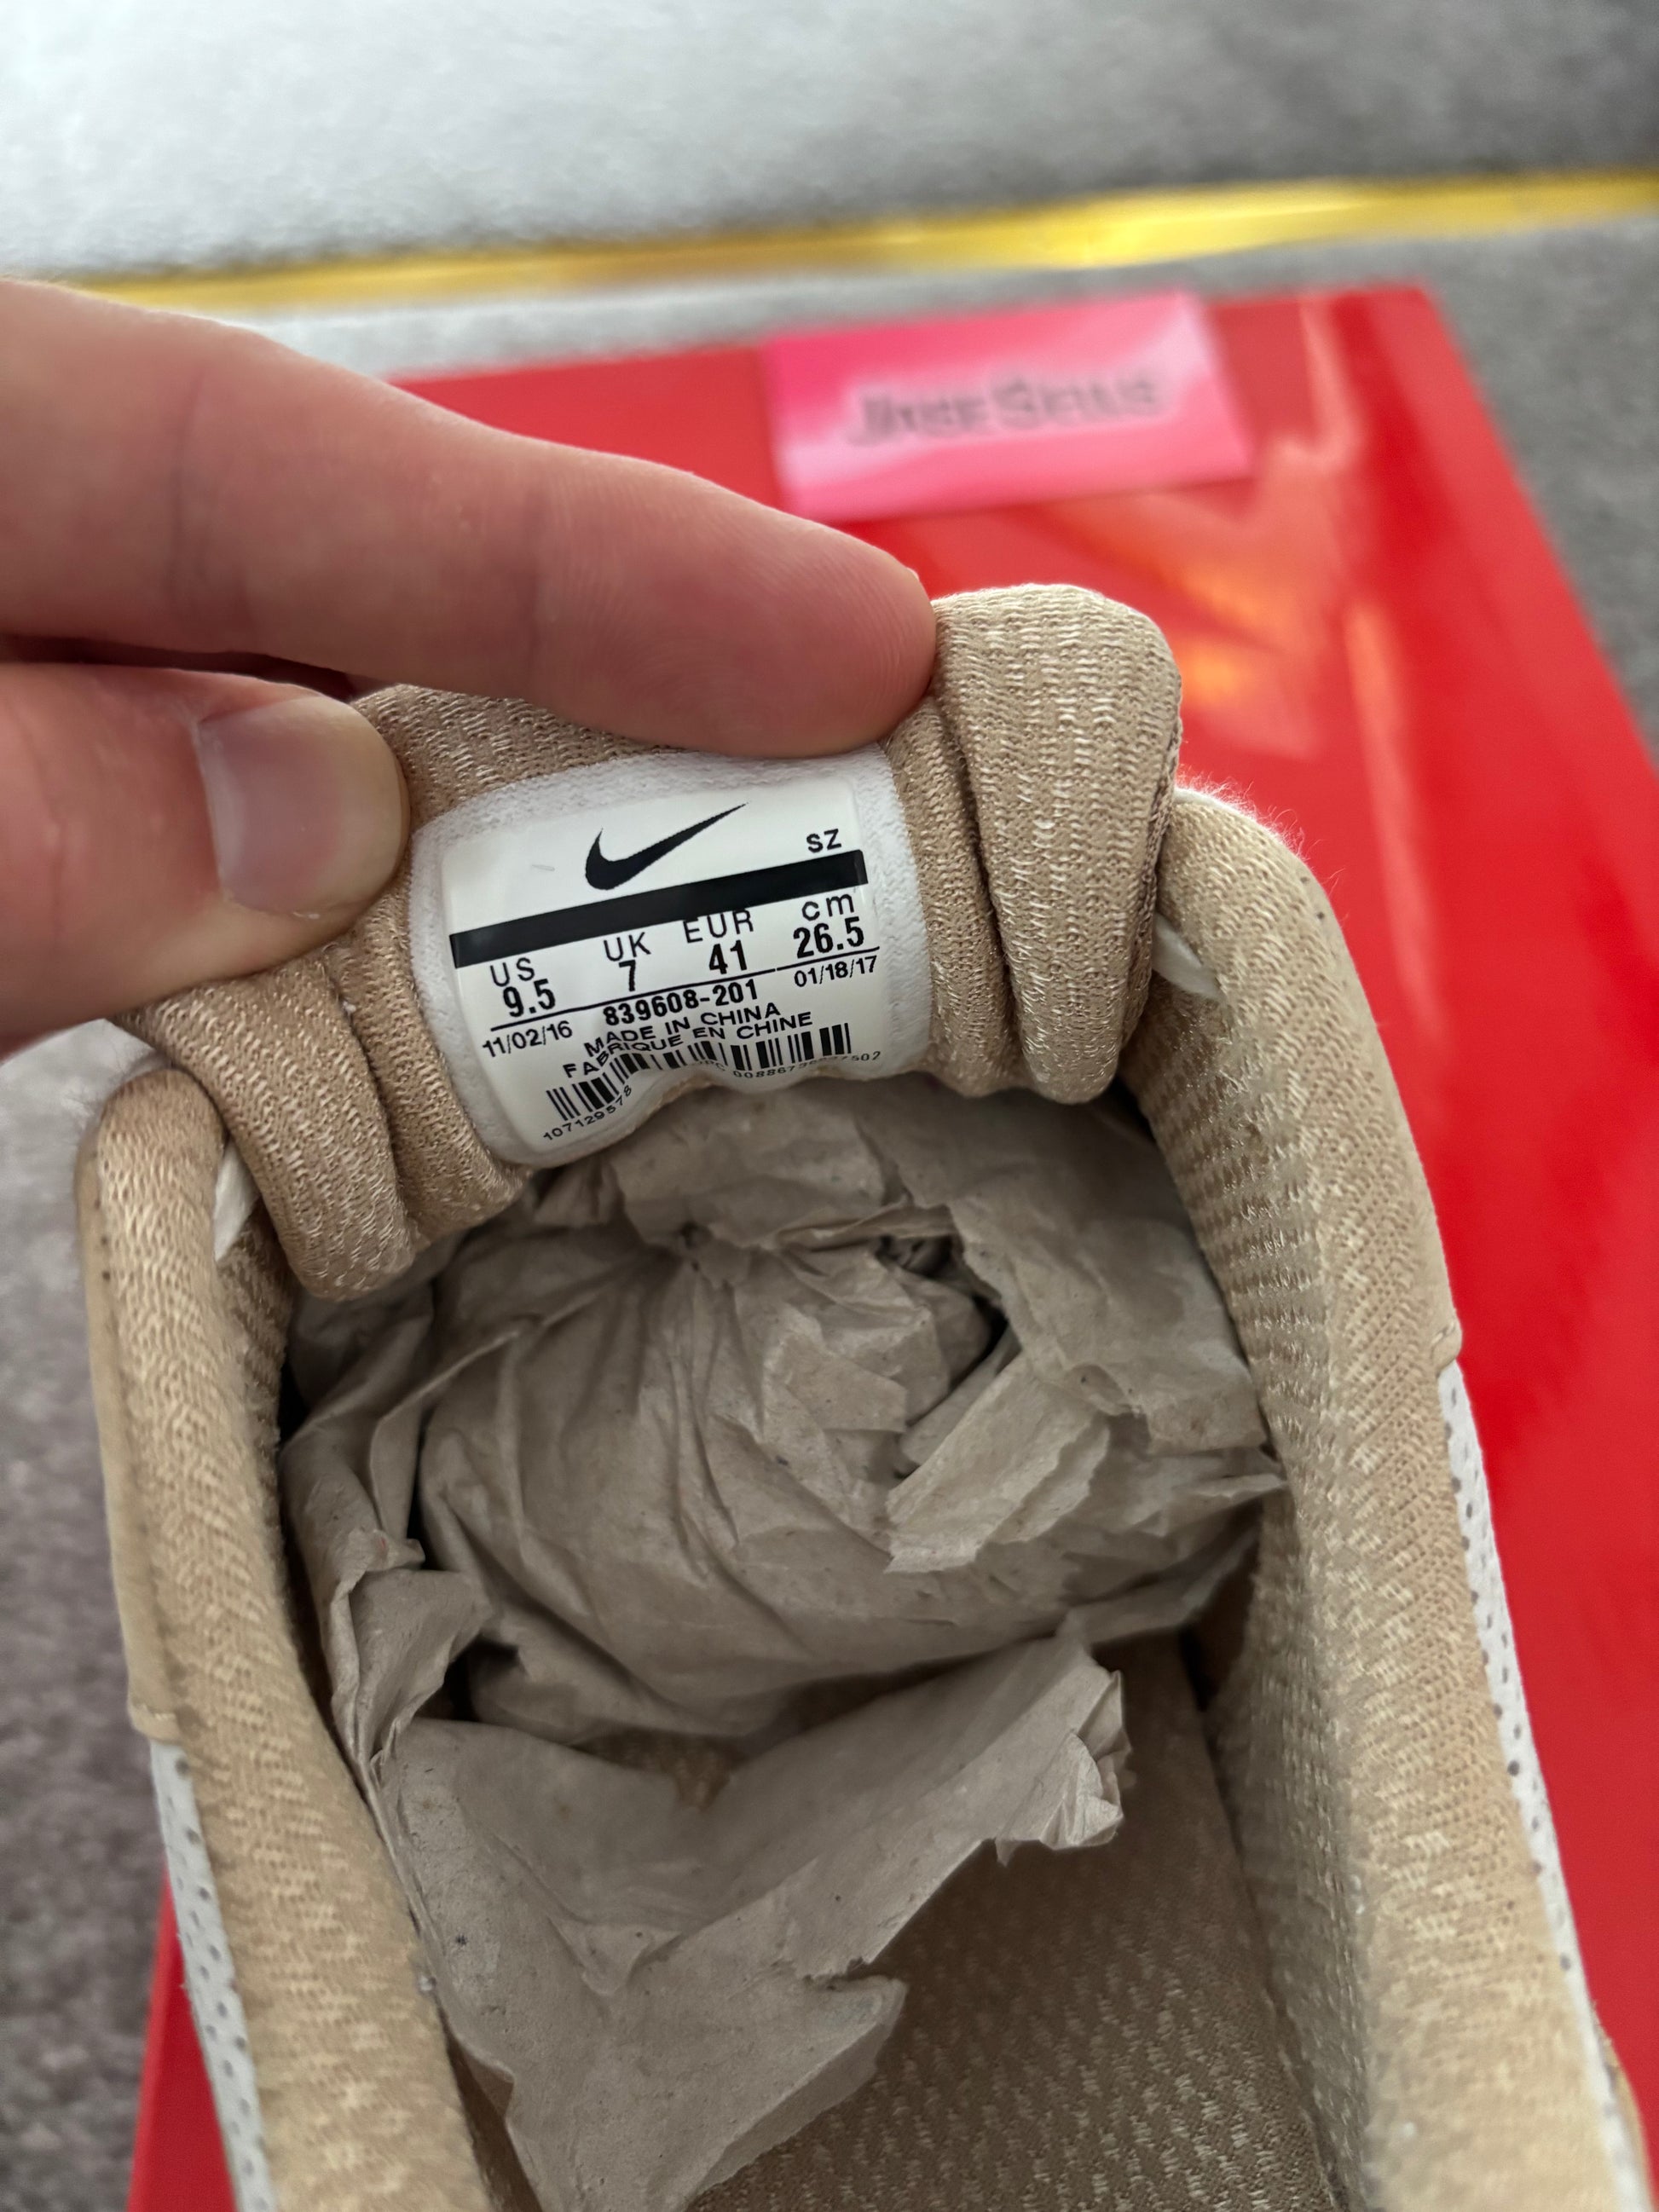 SZ
US UK EUR cm
9.5 7 41 26.5
11/02/16 839608-201 01/18/17
MADE IN CHINA
FABRIQUE EN CHINE